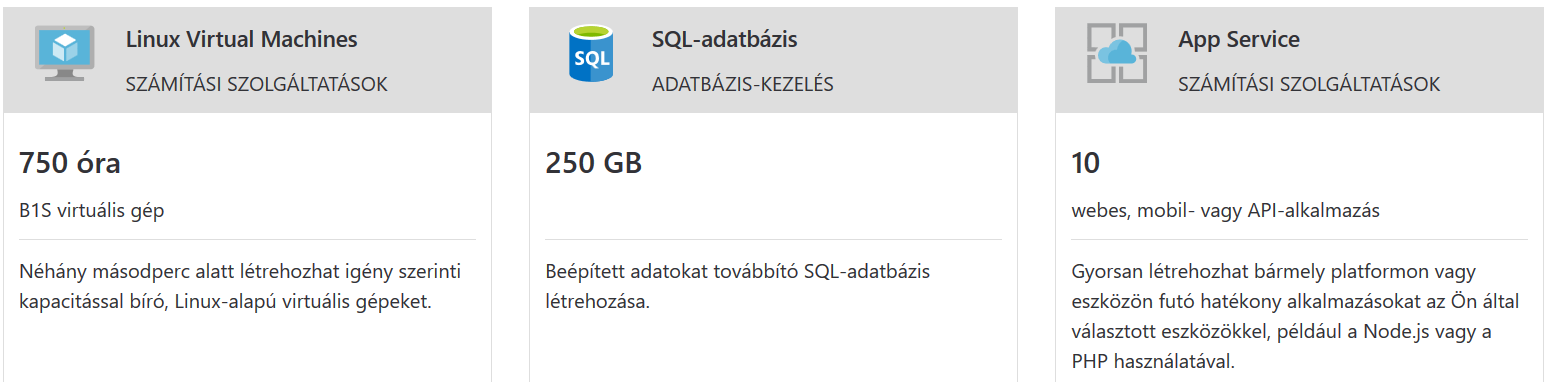 Linux Virtual Machines
SZÁMÍTÁSI SZOLGÁLTATÁSOK
750 óra
B1S virtuális gép
Néhány másodperc alatt létrehozhat igény szerinti
kapacitással bíró, Linux-alapú virtuális gépeket.
SQL
SQL-adatbázis
ADATBÁZIS-KEZELÉS
250 GB
Beépített adatokat továbbító SQL-adatbázis
létrehozása.
App Service
SZÁMÍTÁSI SZOLGÁLTATÁSOK
10
webes, mobil- vagy API-alkalmazás
Gyorsan létrehozhat bármely platformon vagy
eszközön futó hatékony alkalmazásokat az Ön által
választott eszközökkel, például a Node.js vagy a
PHP használatával.